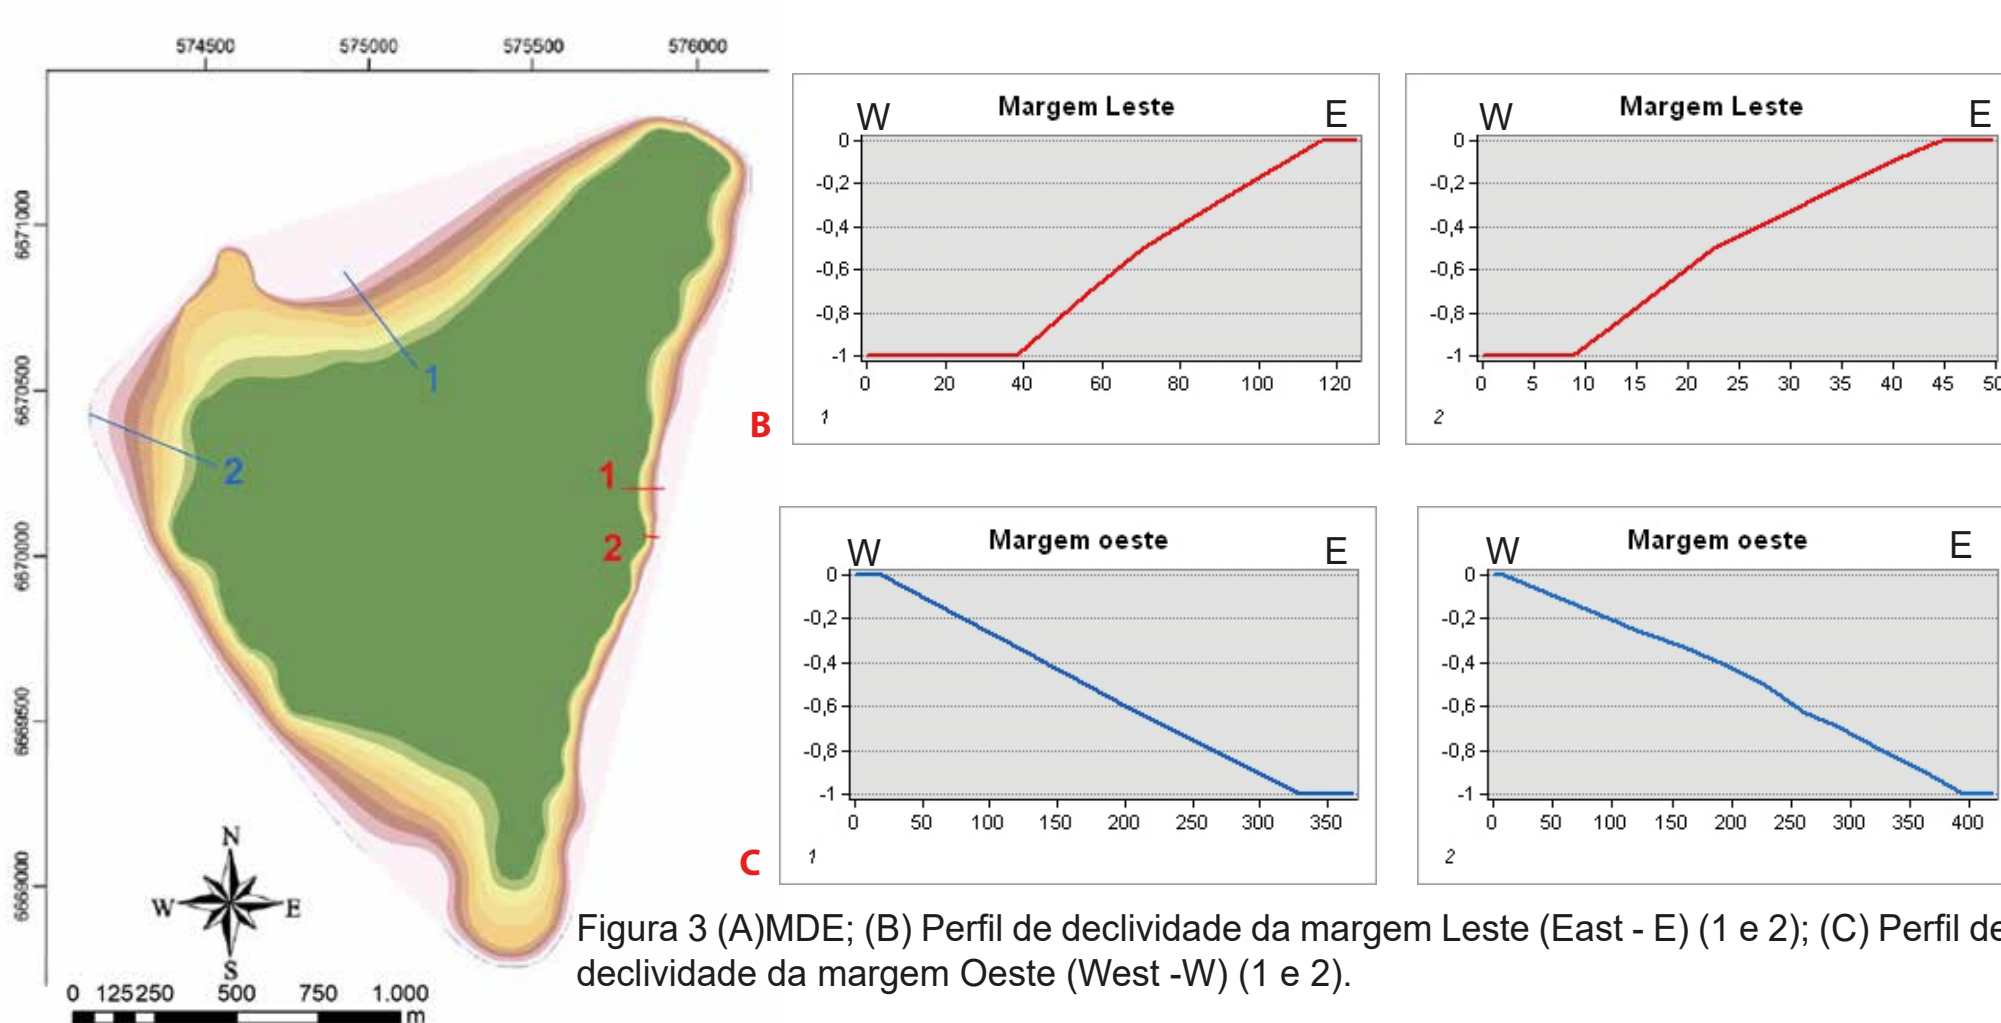 574500 575000 575500 576000
6671000
6670500
6670000
6669500
6669000
1
2
1
2
N
W E
S
0 125 250 500 750 1.000
m
B
W Margem Leste E
0
-0,2
-0,4
-0,6
-0,8
-1
0 20 40 60 80 100 120
1
W Margem Leste E
0
-0,2
-0,4
-0,6
-0,8
-1
0 5 10 15 20 25 30 35 40 45 50
2
C
W Margem oeste E
0
-0,2
-0,4
-0,6
-0,8
-1
0 50 100 150 200 250 300 350
1
W Margem oeste E
0
-0,2
-0,4
-0,6
-0,8
-1
0 50 100 150 200 250 300 350 400
2
Figura 3 (A)MDE; (B) Perfil de declividade da margem Leste (East - E) (1 e 2); (C) Perfil de
declividade da margem Oeste (West -W) (1 e 2).